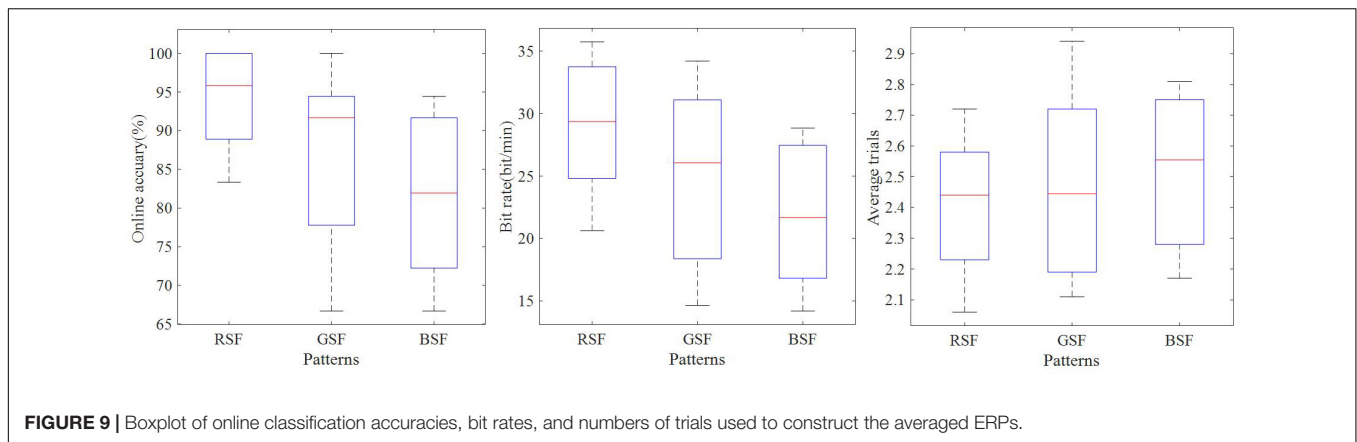 100
95
90
85
80
75
70
65
Online accuary(%)
RSF
GSF
BSF
Patterns
35
30
25
20
15
Bit rate(bit/min)
RSF
GSF
BSF
Patterns
2.9
2.8
2.7
2.6
2.5
2.4
2.3
2.2
2.1
Average trials
RSF
GSF
BSF
Patterns
FIGURE 9 | Boxplot of online classification accuracies, bit rates, and numbers of trials used to construct the averaged ERPs.